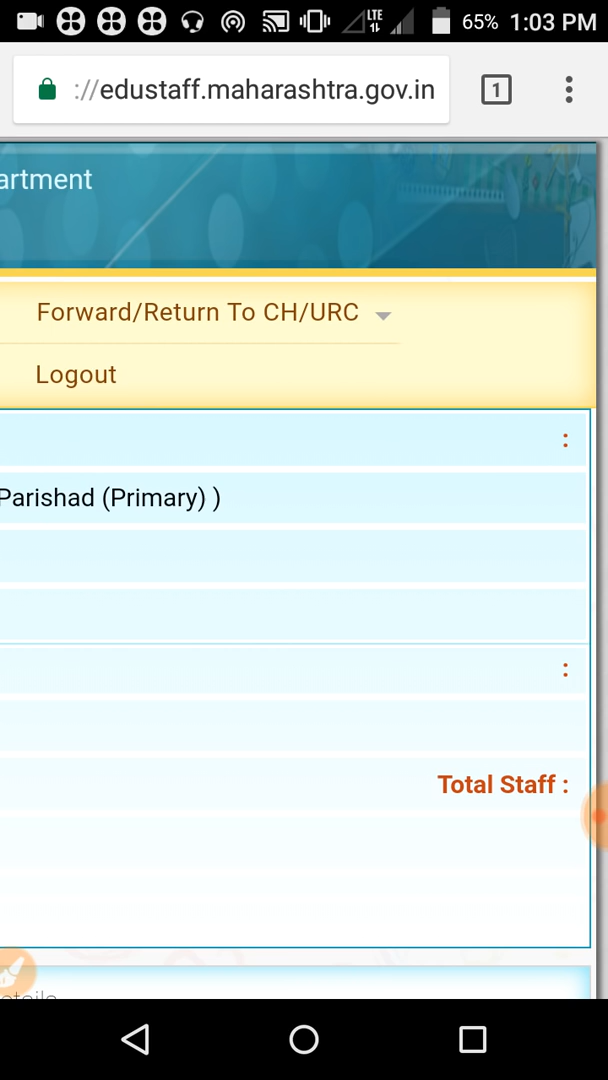 LTE 65% 1:03 PM
://edustaff.maharashtra.gov.in 1
artment
Forward/Return To CH/URC
Logout
:
Parishad (Primary) )
:
Total Staff :